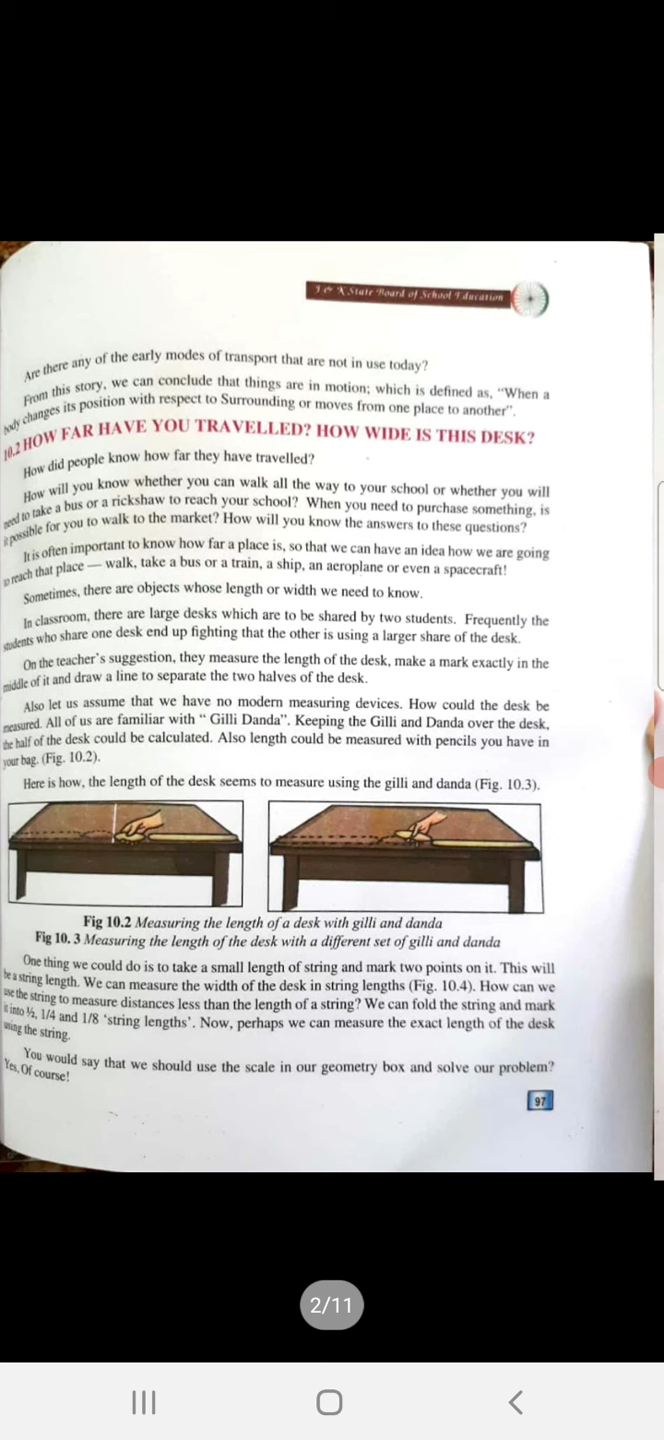 J & K State Board of School Education
Are there any of the early modes of transport that are not in use today?
From this story, we can conclude that things are in motion; which is defined as, “When a
body changes its position with respect to Surrounding or moves from one place to another”.
10.2 HOW FAR HAVE YOU TRAVELLED? HOW WIDE IS THIS DESK?
How did people know how far they have travelled?
How will you know whether you can walk all the way to your school or whether you will
need to take a bus or a rickshaw to reach your school? When you need to purchase something, is
it possible for you to walk to the market? How will you know the answers to these questions?
It is often important to know how far a place is, so that we can have an idea how we are going
to reach that place — walk, take a bus or a train, a ship, an aeroplane or even a spacecraft!
Sometimes, there are objects whose length or width we need to know.
In classroom, there are large desks which are to be shared by two students. Frequently the
students who share one desk end up fighting that the other is using a larger share of the desk.
On the teacher’s suggestion, they measure the length of the desk, make a mark exactly in the
middle of it and draw a line to separate the two halves of the desk.
Also let us assume that we have no modern measuring devices. How could the desk be
measured. All of us are familiar with “ Gilli Danda”. Keeping the Gilli and Danda over the desk,
the half of the desk could be calculated. Also length could be measured with pencils you have in
your bag. (Fig. 10.2).
Here is how, the length of the desk seems to measure using the gilli and danda (Fig. 10.3).
Fig 10.2 Measuring the length of a desk with gilli and danda
Fig 10. 3 Measuring the length of the desk with a different set of gilli and danda
One thing we could do is to take a small length of string and mark two points on it. This will
be a string length. We can measure the width of the desk in string lengths (Fig. 10.4). How can we
use the string to measure distances less than the length of a string? We can fold the string and mark
it into ½, 1/4 and 1/8 ‘string lengths’. Now, perhaps we can measure the exact length of the desk
using the string.
You would say that we should use the scale in our geometry box and solve our problem?
Yes, Of course!
97
2/11